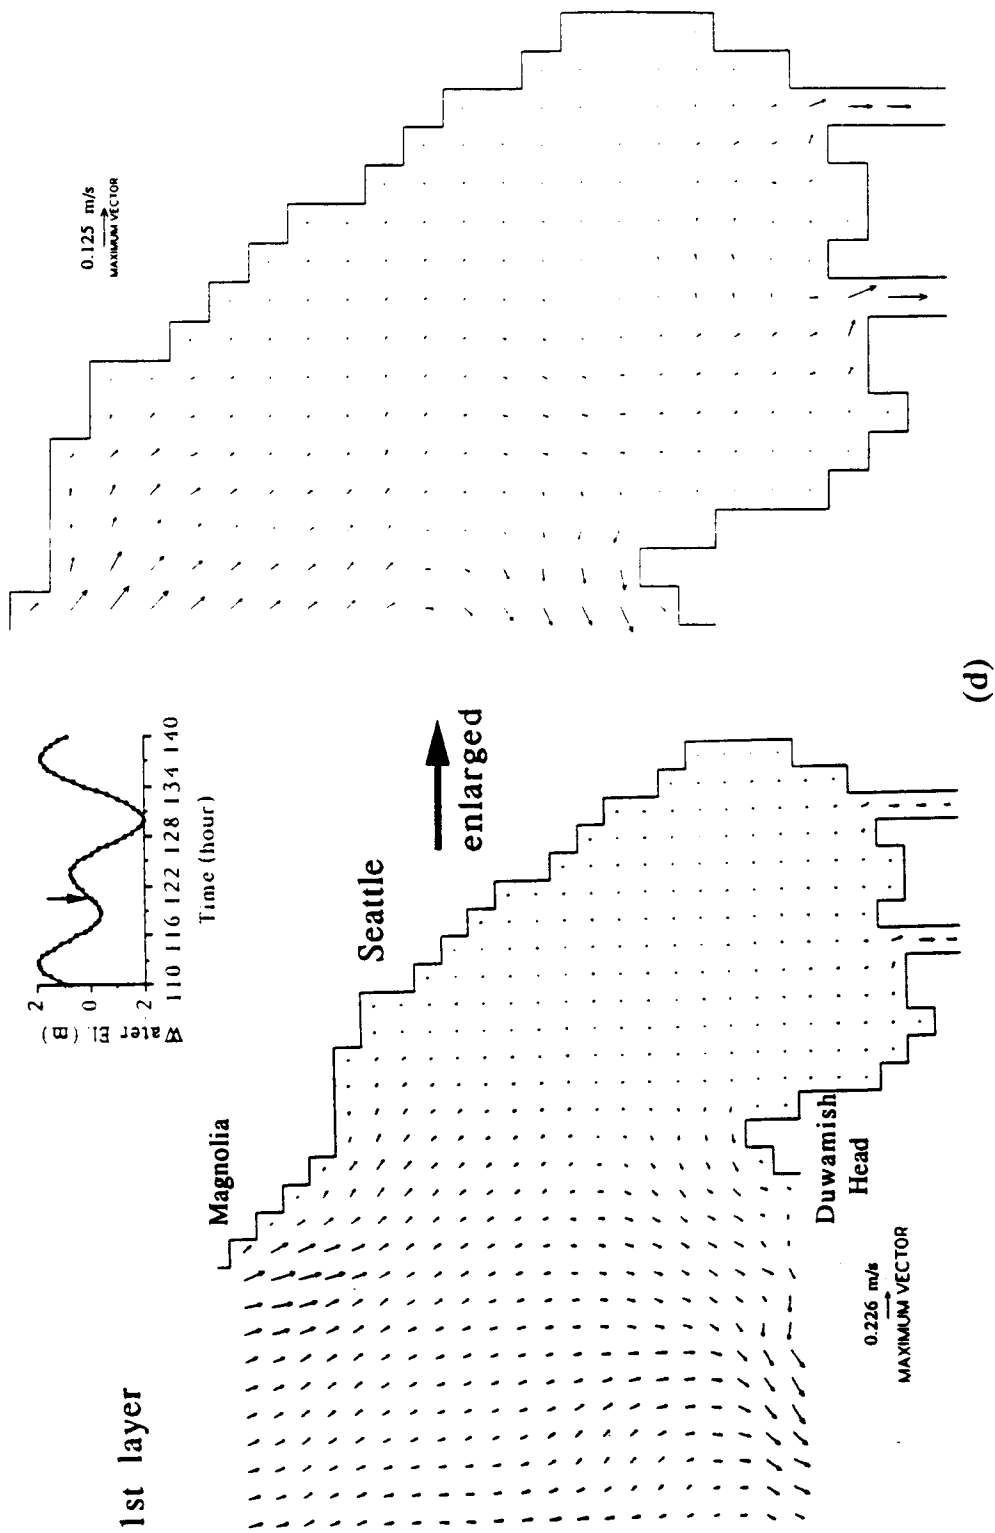 1st layer
Magnolia
Seattle
Duwamish
Head
0.226 m/s
MAXIMUM VECTOR
Water El. (m)
2
0
2
110 116 122 128 134 140
Time (hour)
enlarged
0.125 m/s
MAXIMUM VECTOR
(d)